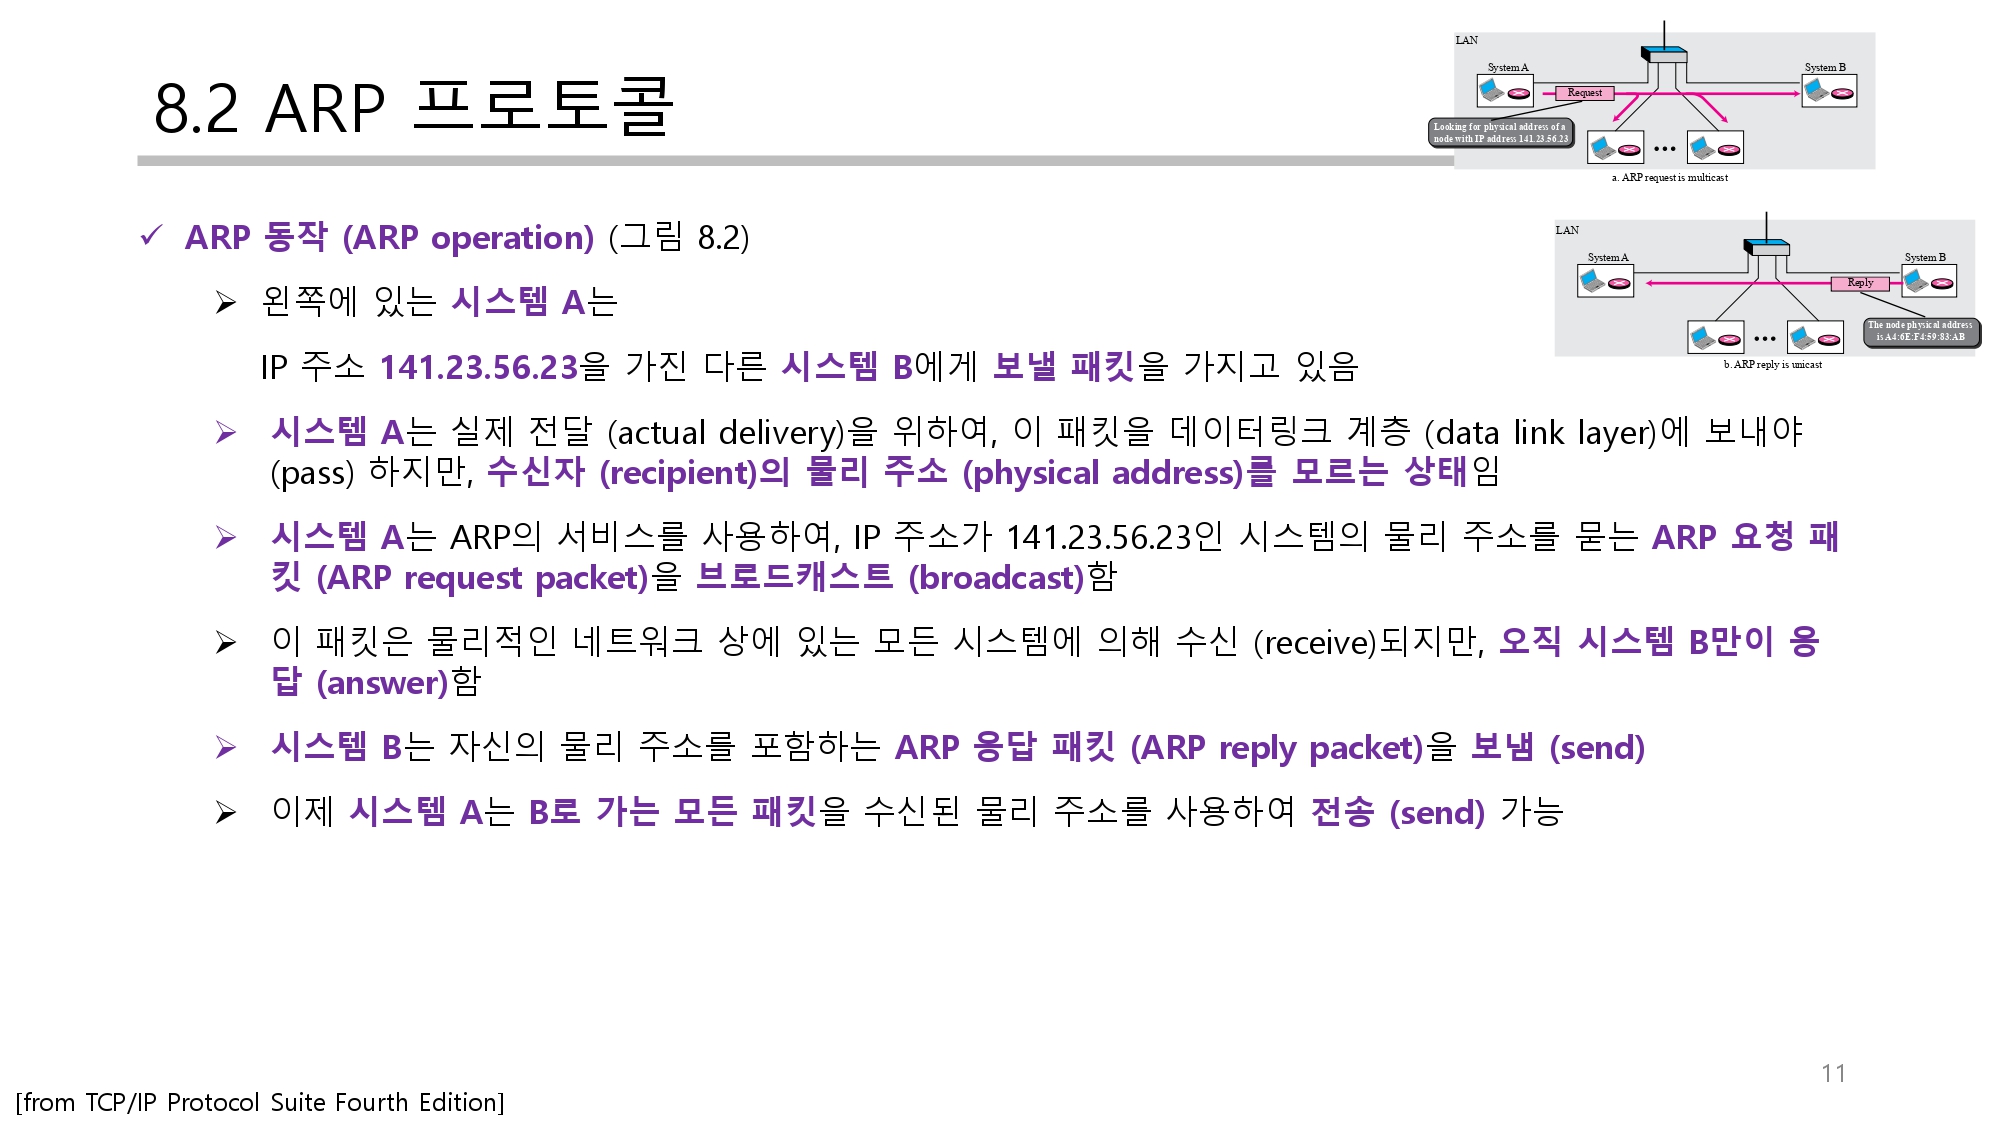 8.2 ARP 프로토콜
LAN
System A
System B
Request
Looking for physical address of a
node with IP address 141.23.56.23
a. ARP request is multicast
LAN
System A
System B
Reply
The node physical address
is A4:6E:F4:59:83:AB
b. ARP reply is unicast
✓ ARP 동작 (ARP operation) (그림 8.2)
➢ 왼쪽에 있는 시스템 A는
IP 주소 141.23.56.23을 가진 다른 시스템 B에게 보낼 패킷을 가지고 있음
➢ 시스템 A는 실제 전달 (actual delivery)을 위하여, 이 패킷을 데이터링크 계층 (data link layer)에 보내야
(pass) 하지만, 수신자 (recipient)의 물리 주소 (physical address)를 모르는 상태임
➢ 시스템 A는 ARP의 서비스를 사용하여, IP 주소가 141.23.56.23인 시스템의 물리 주소를 묻는 ARP 요청 패
킷 (ARP request packet)을 브로드캐스트 (broadcast)함
➢ 이 패킷은 물리적인 네트워크 상에 있는 모든 시스템에 의해 수신 (receive)되지만, 오직 시스템 B만이 응
답 (answer)함
➢ 시스템 B는 자신의 물리 주소를 포함하는 ARP 응답 패킷 (ARP reply packet)을 보냄 (send)
➢ 이제 시스템 A는 B로 가는 모든 패킷을 수신된 물리 주소를 사용하여 전송 (send) 가능
11
[from TCP/IP Protocol Suite Fourth Edition]